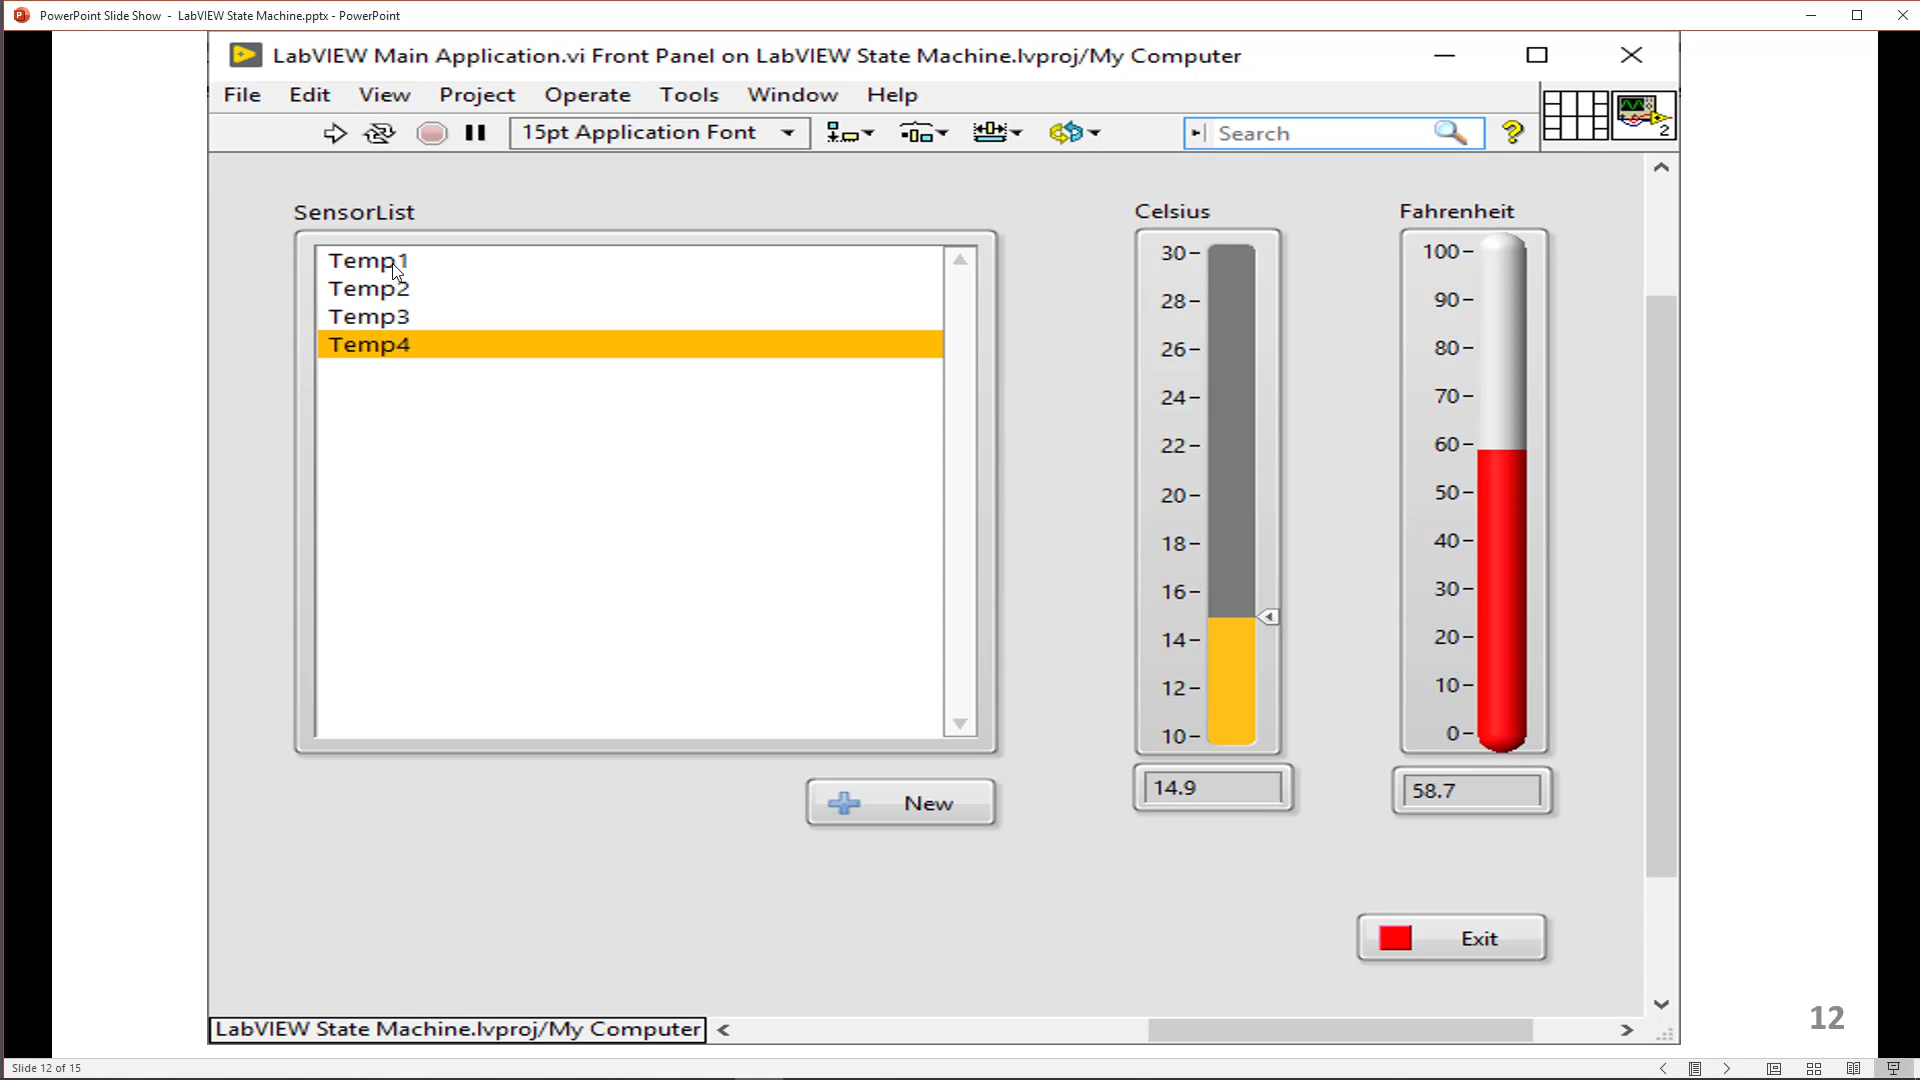 PowerPoint Slide Show - LabVIEW State Machine.pptx - PowerPoint
LabVIEW Main Application.vi Front Panel on LabVIEW State Machine.lvproj/My Computer
File Edit View Project Operate Tools Window Help
15pt Application Font
Search
2
SensorList
Temp1
Temp2
Temp3
Temp4
New
Celsius
30
28
26
24
22
20
18
16
14
12
10
14.9
Fahrenheit
100
90
80
70
60
50
40
30
20
10
0
58.7
Exit
LabVIEW State Machine.lvproj/My Computer
12
Slide 12 of 15